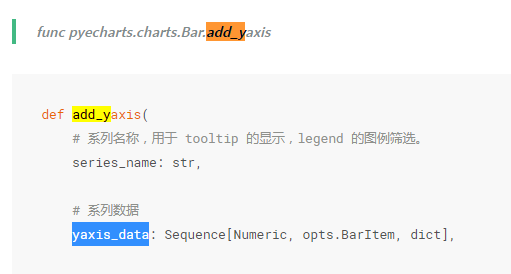 func pyecharts.charts.Bar.add_yaxis
def add_yaxis(
# 系列名称，用于 tooltip 的显示，legend 的图例筛选。
series_name: str,
# 系列数据
yaxis_data: Sequence[Numeric, opts.BarItem, dict],